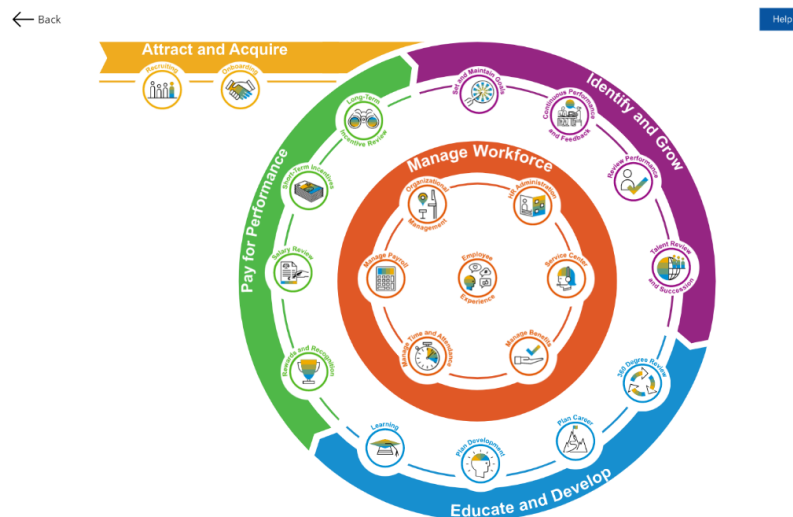 Back
Help
Attract and Acquire
Recruiting
Onboarding
Identify and Grow
Set and Maintain Goals
Continuous Performance
and Feedback
Review Performance
Talent Review
and Succession
Educate and Develop
360 Degree Review
Plan Career
Plan Development
Learning
Pay for Performance
Rewards and Recognition
Salary Review
Short-Term Incentives
Long-Term
Incentive Review
Manage Workforce
Organizational
Management
HR Administration
Manage Payroll
Employee
Experience
Service Center
Manage Time and Attendance
Manage Benefits